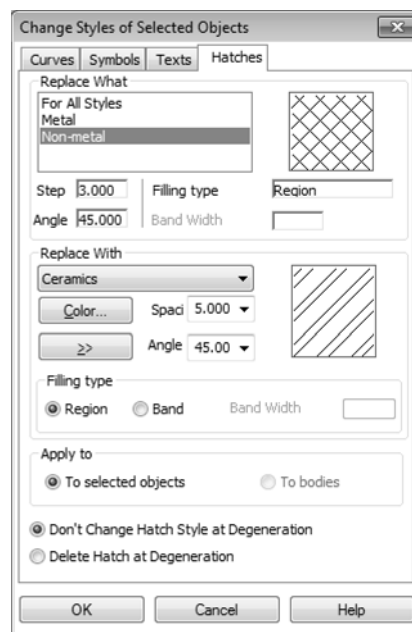 Change Styles of Selected Objects
Curves Symbols Texts Hatches
Replace What
For All Styles
Metal
Non-metal
Step 3.000 Filling type Region
Angle 45.000 Band Width
Replace With
Ceramics
Color... Spaci 5.000
>> Angle 45.00
Filling type
Region Band Band Width
Apply to
To selected objects To bodies
Don't Change Hatch Style at Degeneration
Delete Hatch at Degeneration
OK Cancel Help